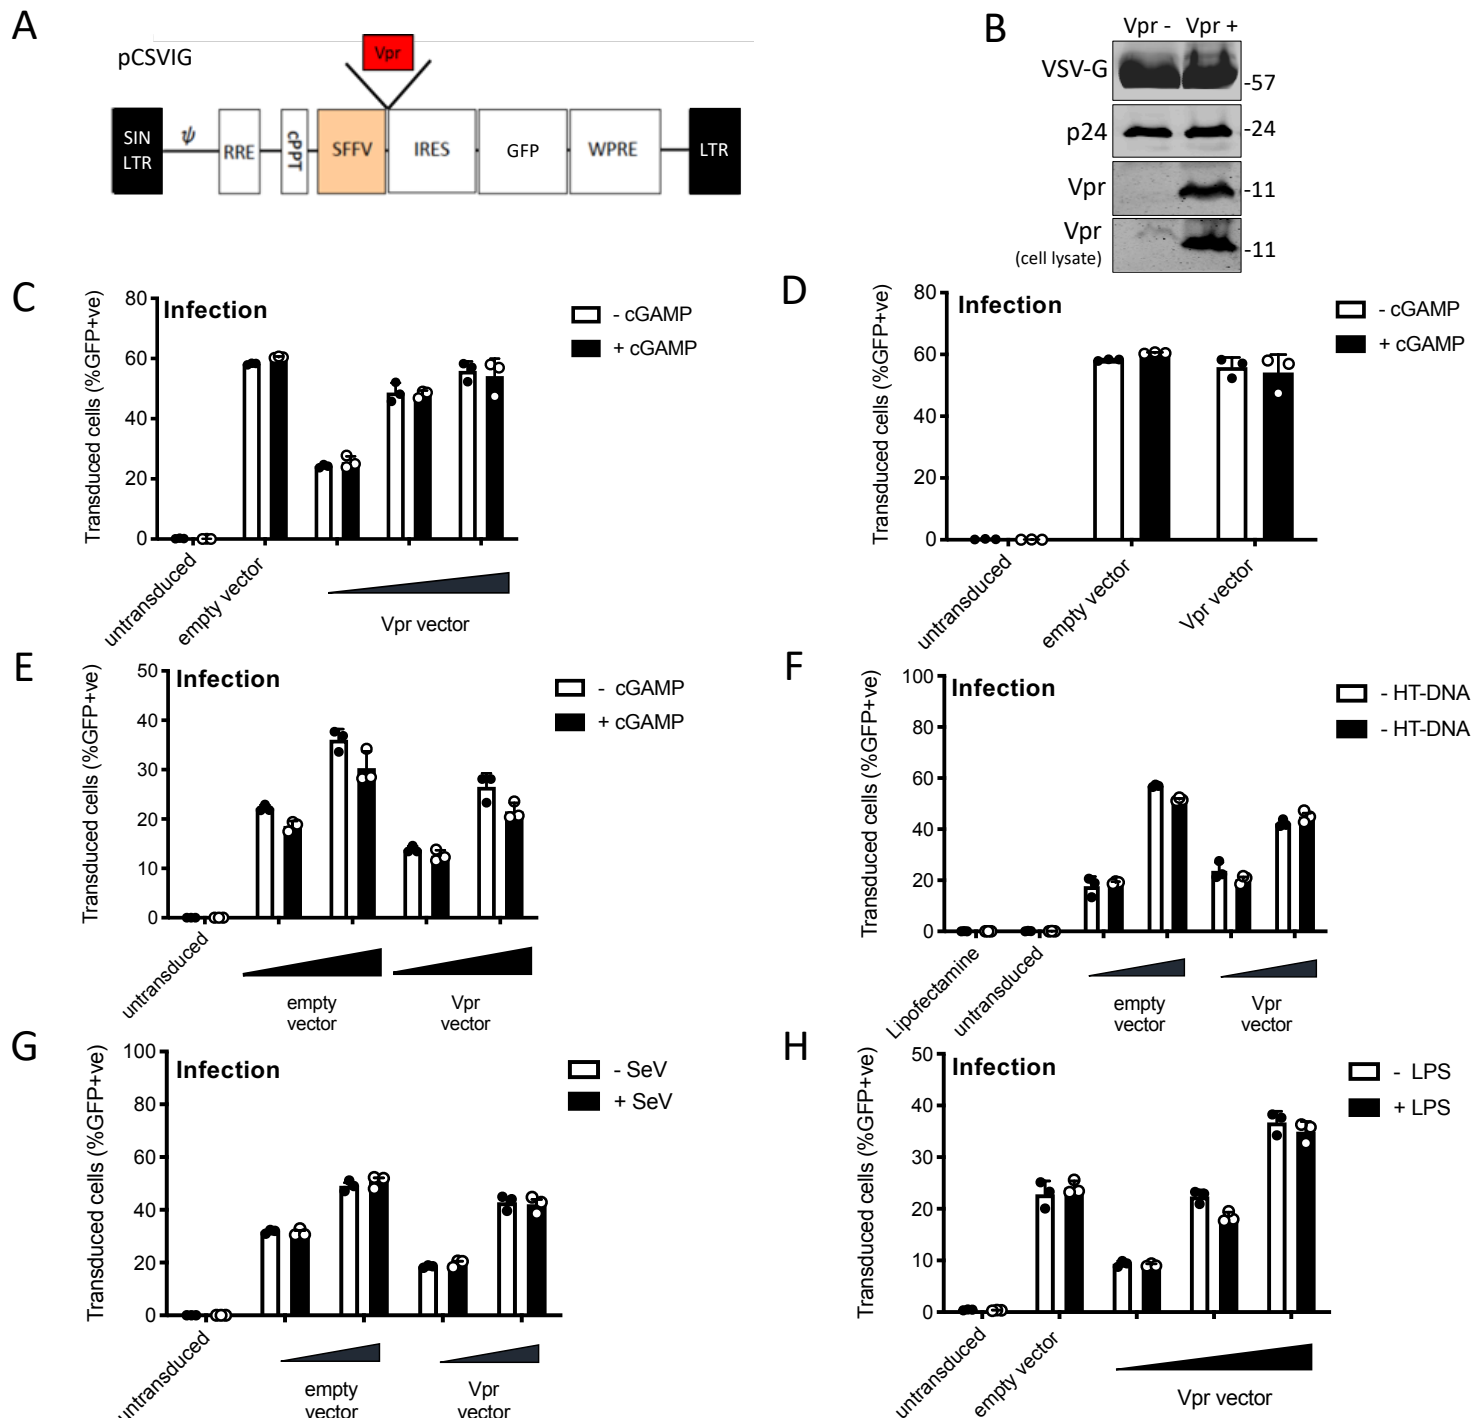 A
pCSVIG
Vpr
SIN
LTR
ψ
RRE
cPPT
SFFV
IRES
GFP
WPRE
LTR
B
Vpr - Vpr +
VSV-G
-57
p24
-24
Vpr
-11
Vpr
(cell lysate)
-11
C
Infection
Transduced cells (%GFP+ve)
80
60
40
20
0
- cGAMP
+ cGAMP
untransduced
empty vector
Vpr vector
D
Infection
Transduced cells (%GFP+ve)
80
60
40
20
0
- cGAMP
+ cGAMP
untransduced
empty vector
Vpr vector
E
Infection
Transduced cells (%GFP+ve)
50
40
30
20
10
0
- cGAMP
+ cGAMP
untransduced
empty
vector
Vpr
vector
F
Infection
Transduced cells (%GFP+ve)
100
80
60
40
20
0
- HT-DNA
- HT-DNA
Lipofectamine
untransduced
empty
vector
Vpr
vector
G
Infection
Transduced cells (%GFP+ve)
100
80
60
40
20
0
- SeV
+ SeV
untransduced
empty
vector
Vpr
vector
H
Infection
Transduced cells (%GFP+ve)
50
40
30
20
10
0
- LPS
+ LPS
untransduced
empty vector
Vpr vector